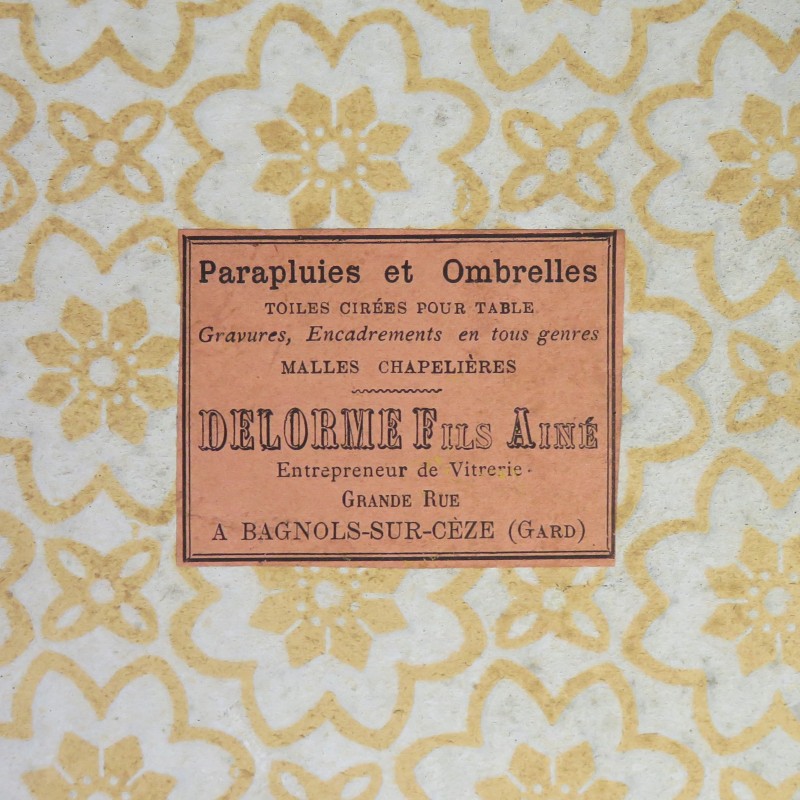 Parapluies et Ombrelles
TOILES CIRÉES POUR TABLE
Gravures, Encadrements en tous genres
MALLES CHAPELIÈRES
DELORME FILS AINÉ
Entrepreneur de Vitrerie
GRANDE RUE
A BAGNOLS-SUR-CÈZE (GARD)